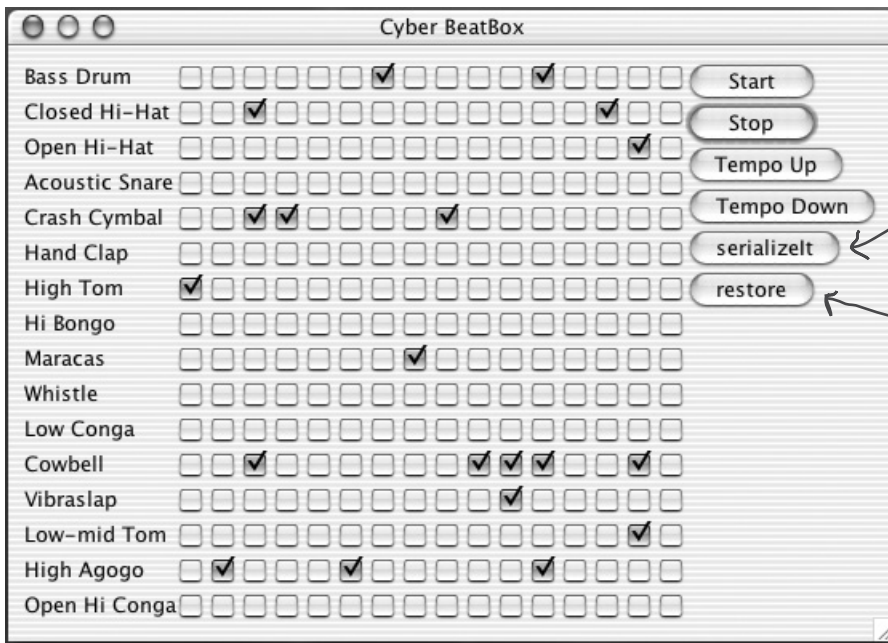 Cyber BeatBox
Bass Drum
Closed Hi-Hat
Open Hi-Hat
Acoustic Snare
Crash Cymbal
Hand Clap
High Tom
Hi Bongo
Maracas
Whistle
Low Conga
Cowbell
Vibraslap
Low-mid Tom
High Agogo
Open Hi Conga
Start
Stop
Tempo Up
Tempo Down
serializeIt
restore